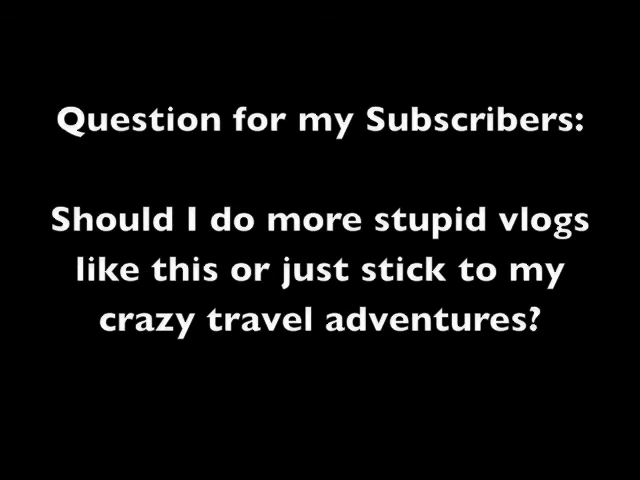 Question for my Subscribers:
Should I do more stupid vlogs
like this or just stick to my
crazy travel adventures?